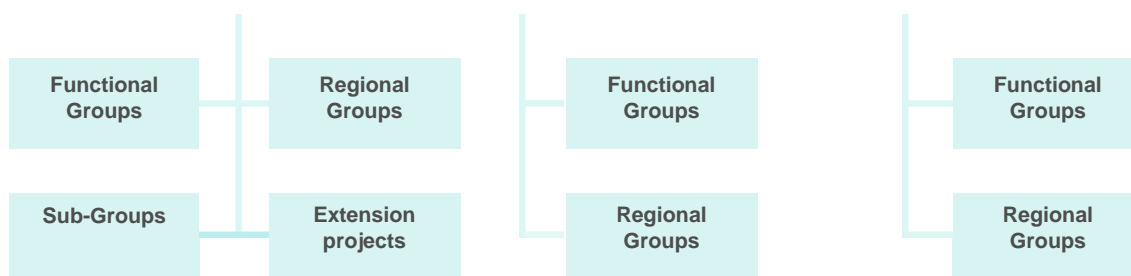 Functional
Groups
Regional
Groups
Functional
Groups
Functional
Groups
Sub-Groups
Extension
projects
Regional
Groups
Regional
Groups